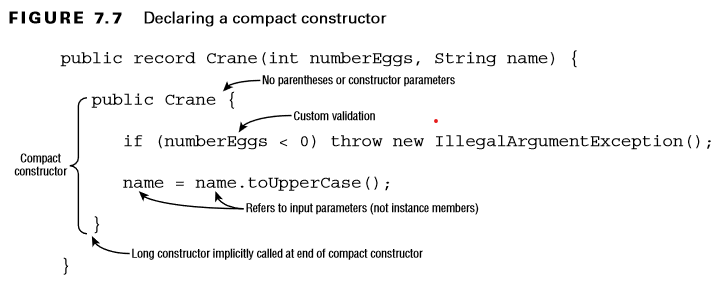 FIGURE 7.7 Declaring a compact constructor
public record Crane(int numberEggs, String name) {
No parentheses or constructor parameters
public Crane {
Custom validation
if (numberEggs < 0) throw new IllegalArgumentException();
Compact
constructor
name = name.toUpperCase();
Refers to input parameters (not instance members)
}
Long constructor implicitly called at end of compact constructor
}